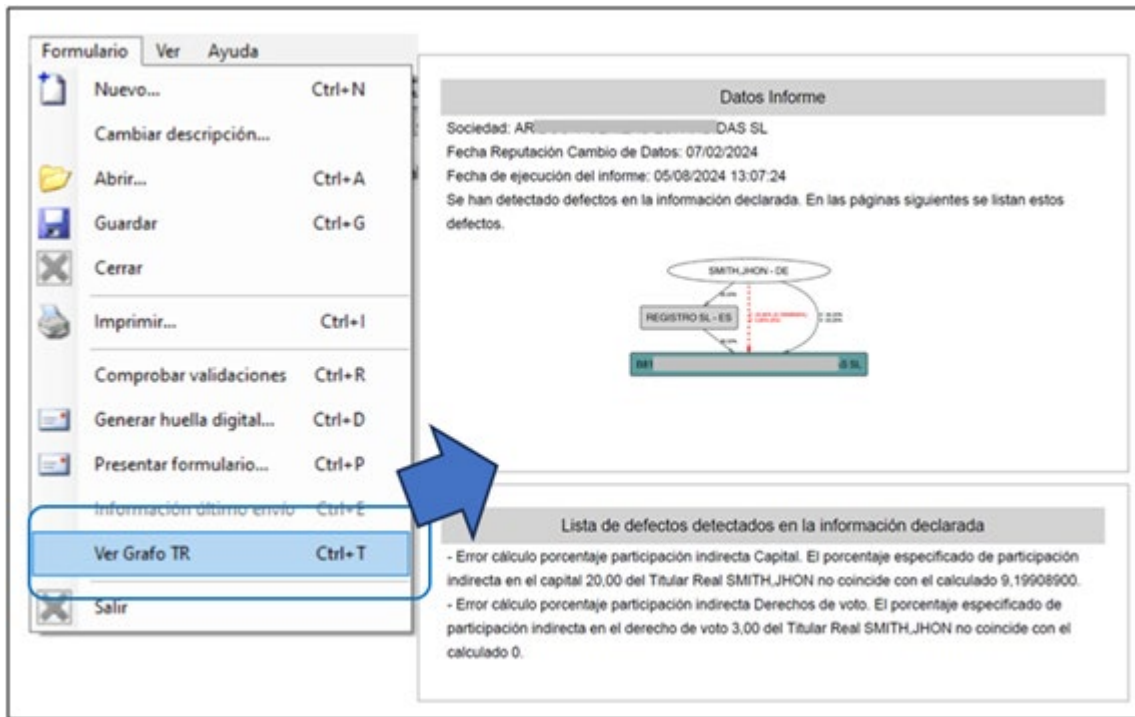 Formulario Ver Ayuda
Nuevo... Ctrl+N
Cambiar descripción...
Abrir... Ctrl+A
Guardar Ctrl+G
Cerrar
Imprimir... Ctrl+I
Comprobar validaciones Ctrl+R
Generar huella digital... Ctrl+D
Presentar formulario... Ctrl+P
Información último envío Ctrl+E
Ver Grafo TR Ctrl+T
Salir
Datos Informe
Sociedad: AR DAS SL
Fecha Reputación Cambio de Datos: 07/02/2024
Fecha de ejecución del informe: 05/08/2024 13:07:24
Se han detectado defectos en la información declarada. En las páginas siguientes se listan estos
defectos.
SMITH,JHON - DE
REGISTRO SL - ES
B81 SL
Lista de defectos detectados en la información declarada
- Error cálculo porcentaje participación indirecta Capital. El porcentaje especificado de participación
indirecta en el capital 20,00 del Titular Real SMITH,JHON no coincide con el calculado 9,19908900.
- Error cálculo porcentaje participación indirecta Derechos de voto. El porcentaje especificado de
participación indirecta en el derecho de voto 3,00 del Titular Real SMITH,JHON no coincide con el
calculado 0.